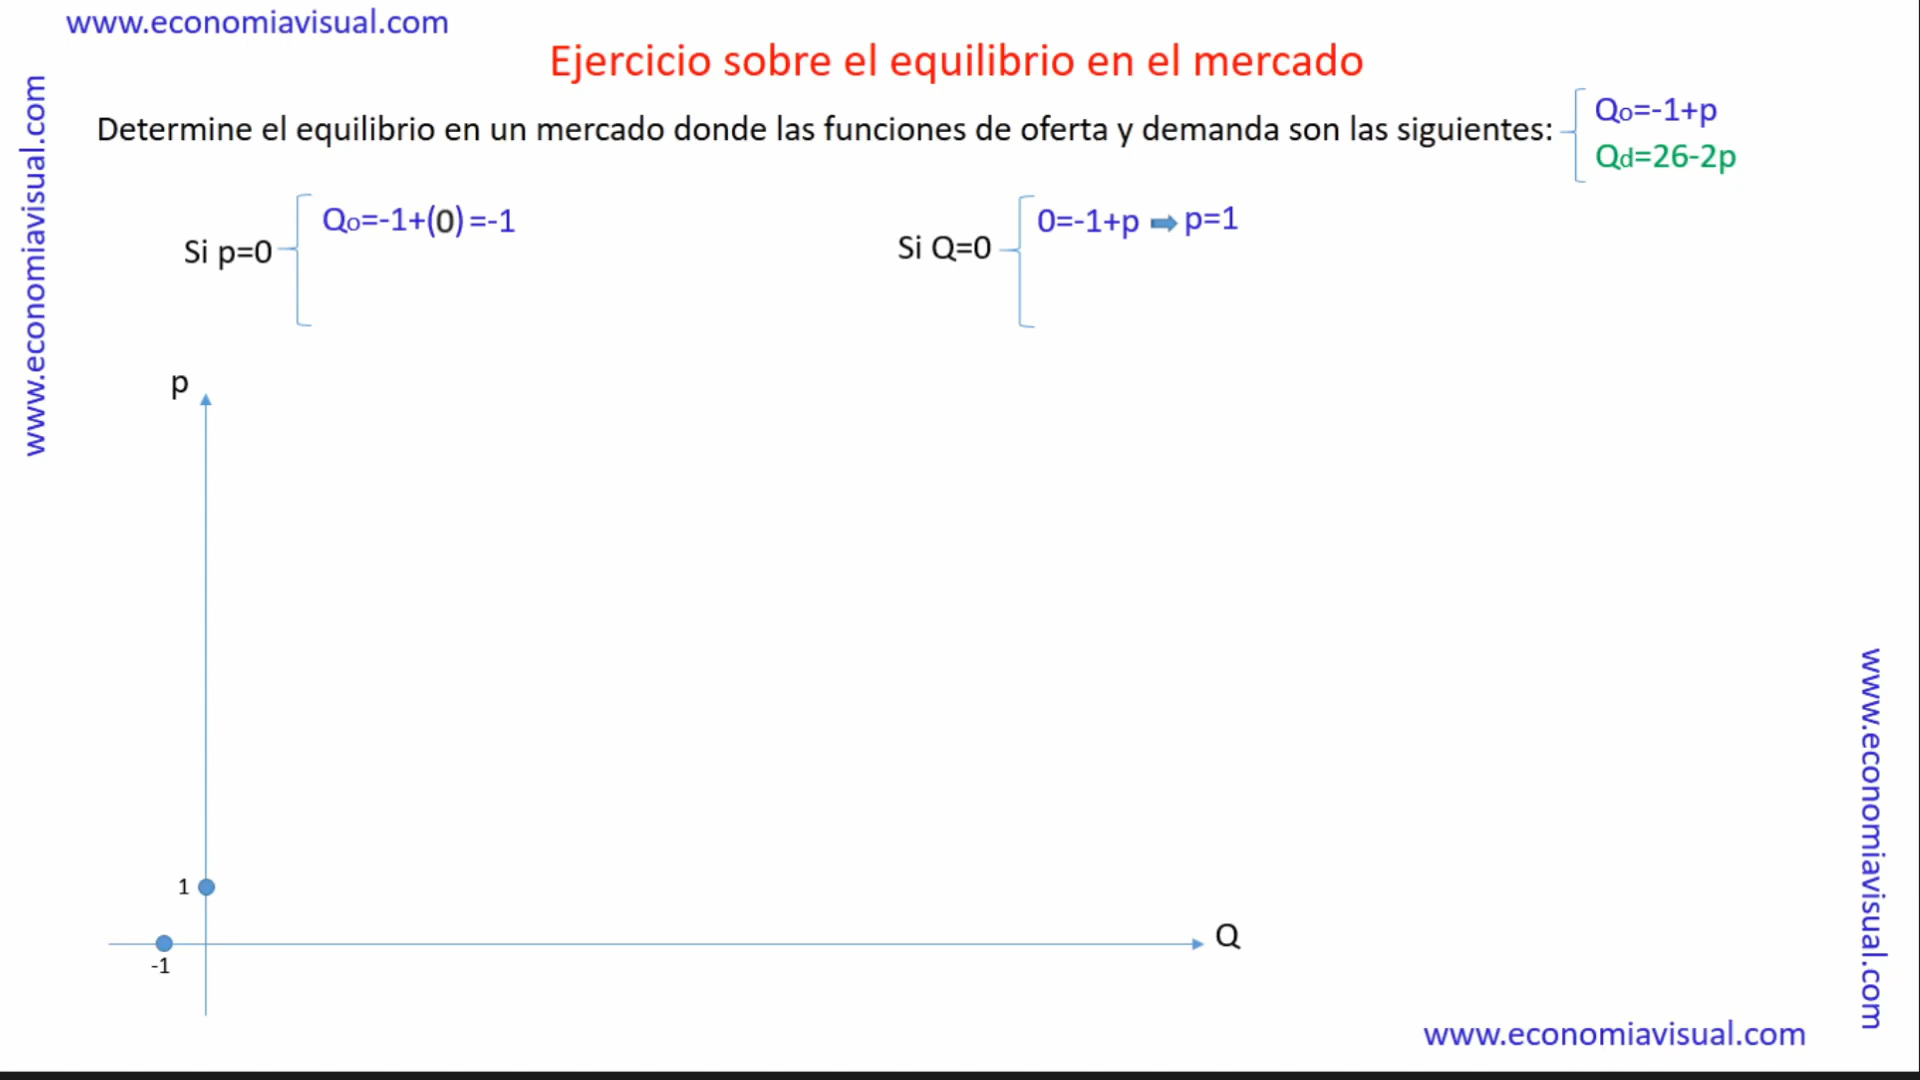 www.economiavisual.com
Ejercicio sobre el equilibrio en el mercado
www.economiavisual.com
Determine el equilibrio en un mercado donde las funciones de oferta y demanda son las siguientes:
Qo=-1+p
Qd=26-2p
Si p=0
Qo=-1+(0)=-1
Si Q=0
0=-1+p ➡ p=1
p
1
-1
Q
www.economiavisual.com
www.economiavisual.com